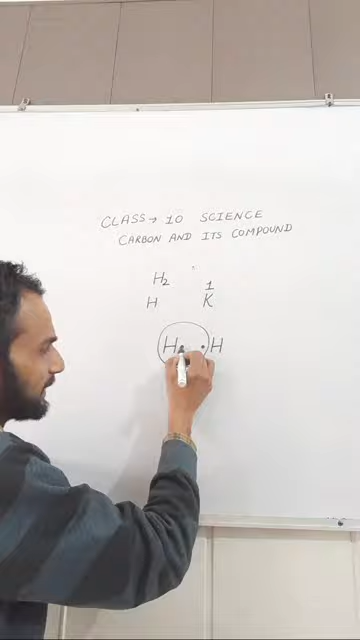 CLASS → 10 SCIENCE
CARBON AND ITS COMPOUND
H₂
1
H K
H • • H